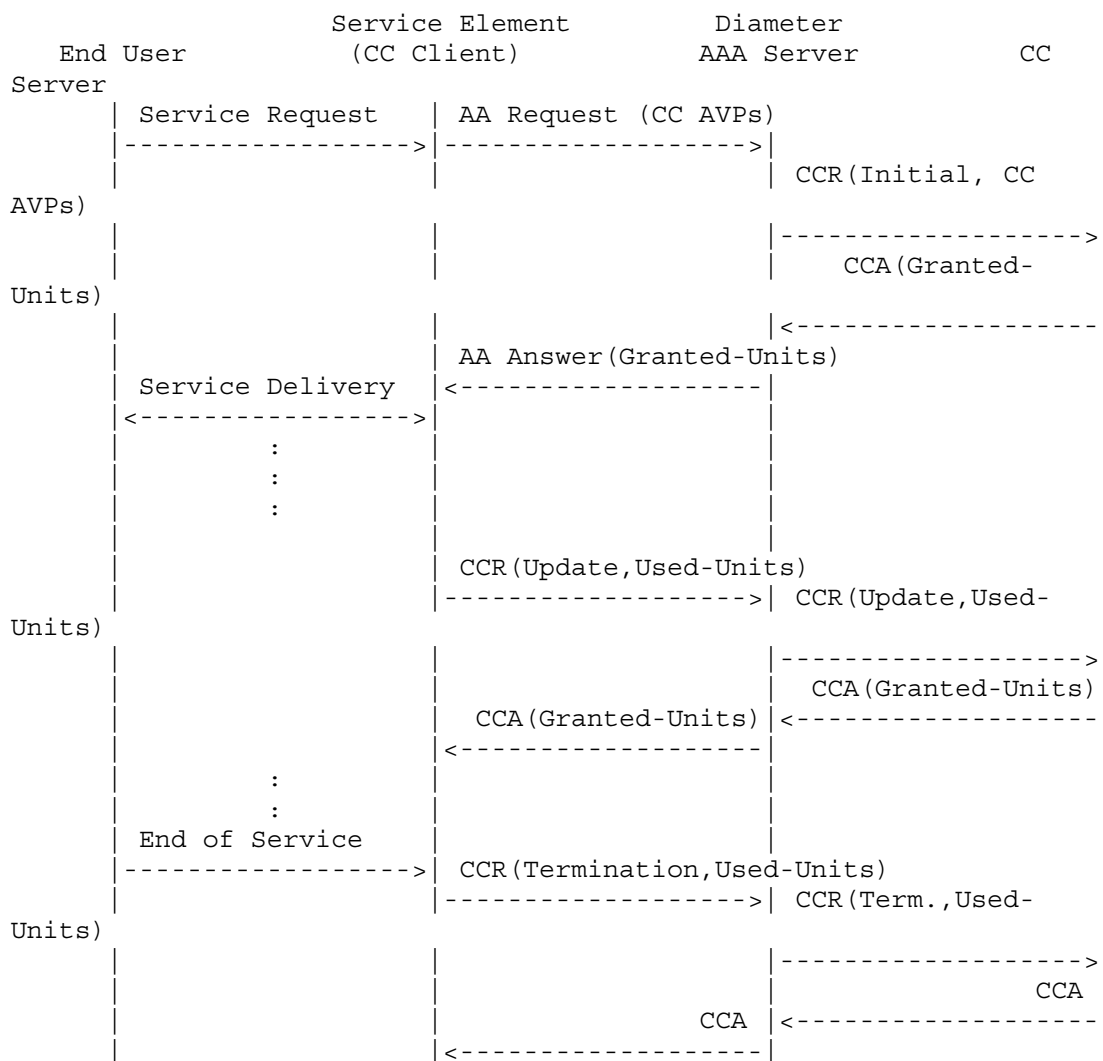 Service Element Diameter
End User (CC Client) AAA Server CC
Server
Service Request AA Request (CC AVPs)
CCR(Initial, CC
AVPs)
CCA(Granted-
Units)
AA Answer(Granted-Units)
Service Delivery
:
:
:
CCR(Update,Used-Units)
CCR(Update,Used-
Units)
CCA(Granted-Units)
CCA(Granted-Units)
:
:
End of Service
CCR(Termination,Used-Units)
CCR(Term.,Used-
Units)
CCA
CCA